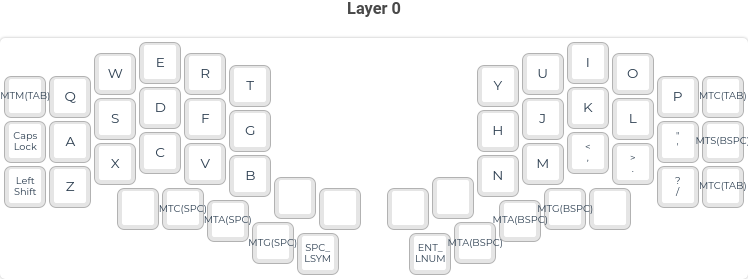 Layer 0
E I
W R U O
T Y
MTM(TAB) Q P MTC(TAB)
D K
S F J L
G H
Caps
Lock
A
"
'
MTS(BSPC)
C
<
,
X V M
>
.
B N
Left
Shift
Z
?
/
MTC(TAB)
MTC(SPC) MTG(BSPC)
MTA(SPC) MTA(BSPC)
MTG(SPC) MTA(BSPC)
SPC_
LSYM
ENT_
LNUM